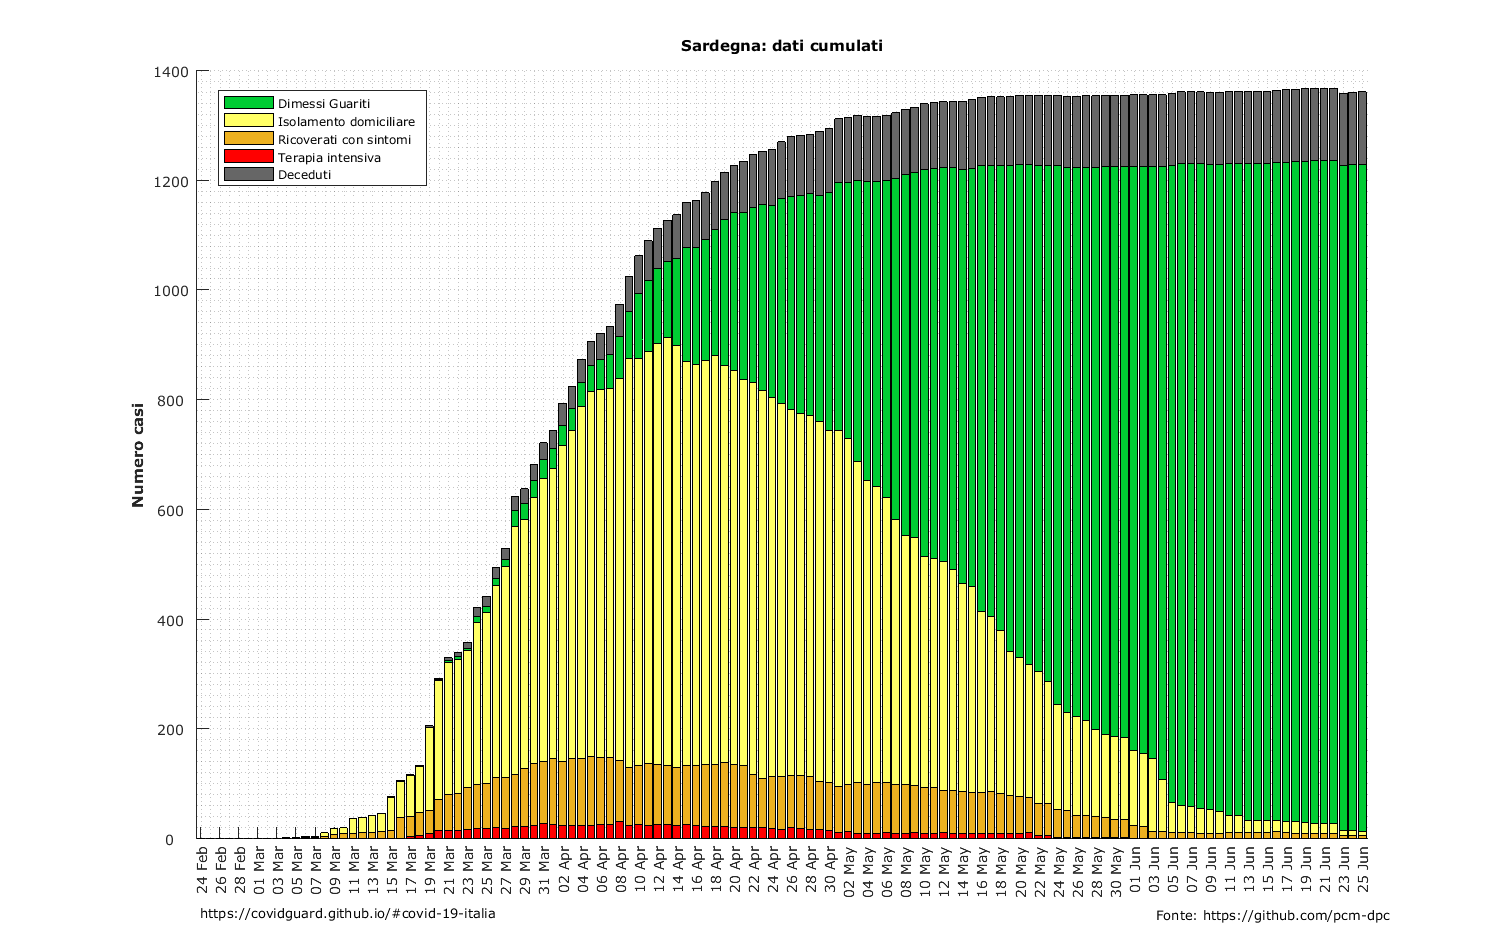 Sardegna: dati cumulati
1400
1200
1000
800
600
400
200
0
Numero casi
Dimessi Guariti
Isolamento domiciliare
Ricoverati con sintomi
Terapia intensiva
Deceduti
24 Feb
26 Feb
28 Feb
01 Mar
03 Mar
05 Mar
07 Mar
09 Mar
11 Mar
13 Mar
15 Mar
17 Mar
19 Mar
21 Mar
23 Mar
25 Mar
27 Mar
29 Mar
31 Mar
02 Apr
04 Apr
06 Apr
08 Apr
10 Apr
12 Apr
14 Apr
16 Apr
18 Apr
20 Apr
22 Apr
24 Apr
26 Apr
28 Apr
30 Apr
02 May
04 May
06 May
08 May
10 May
12 May
14 May
16 May
18 May
20 May
22 May
24 May
26 May
28 May
30 May
01 Jun
03 Jun
05 Jun
07 Jun
09 Jun
11 Jun
13 Jun
15 Jun
17 Jun
19 Jun
21 Jun
23 Jun
25 Jun
https://covidguard.github.io/#covid-19-italia
Fonte: https://github.com/pcm-dpc